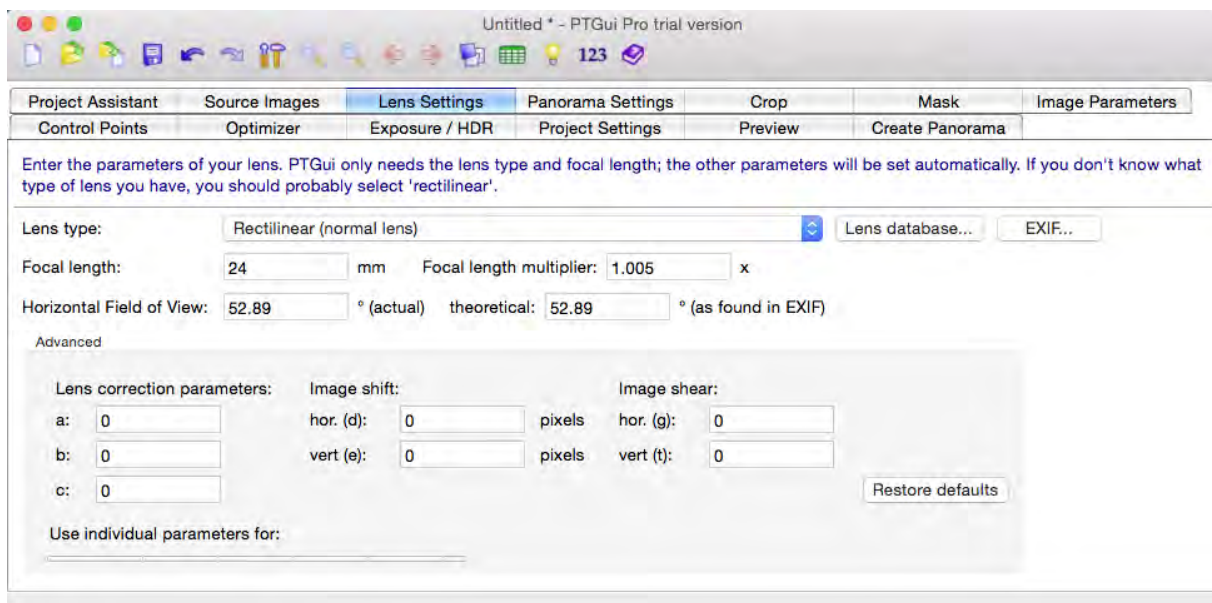 Untitled * - PTGui Pro trial version
123
Project Assistant Source Images Lens Settings Panorama Settings Crop Mask Image Parameters
Control Points Optimizer Exposure / HDR Project Settings Preview Create Panorama
Enter the parameters of your lens. PTGui only needs the lens type and focal length; the other parameters will be set automatically. If you don't know what
type of lens you have, you should probably select 'rectilinear'.
Lens type: Rectilinear (normal lens) Lens database... EXIF...
Focal length: 24 mm Focal length multiplier: 1.005 x
Horizontal Field of View: 52.89 ° (actual) theoretical: 52.89 ° (as found in EXIF)
Advanced
Lens correction parameters: Image shift: Image shear:
a: 0 hor. (d): 0 pixels hor. (g): 0
b: 0 vert (e): 0 pixels vert (t): 0
c: 0 Restore defaults
Use individual parameters for: